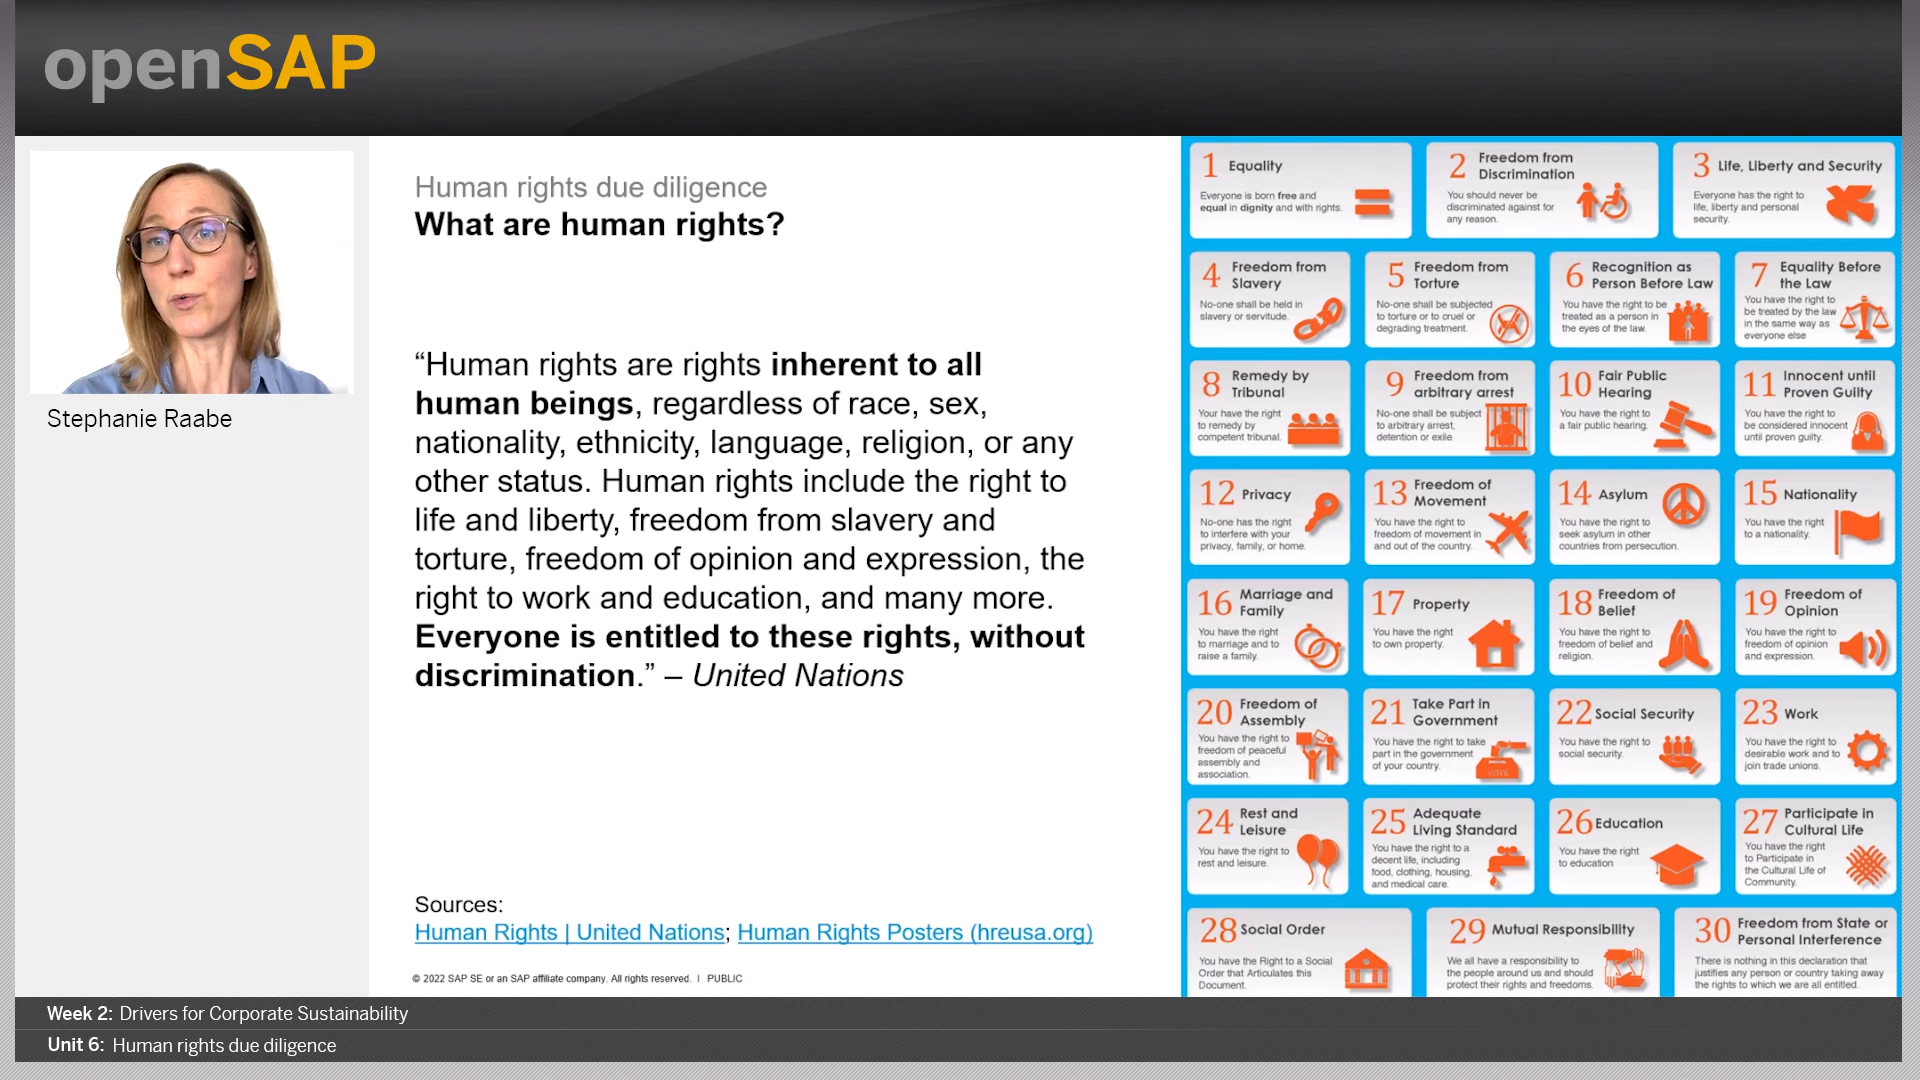 openSAP
Stephanie Raabe
Human rights due diligence
What are human rights?
“Human rights are rights inherent to all
human beings, regardless of race, sex,
nationality, ethnicity, language, religion, or any
other status. Human rights include the right to
life and liberty, freedom from slavery and
torture, freedom of opinion and expression, the
right to work and education, and many more.
Everyone is entitled to these rights, without
discrimination.” – United Nations
Sources:
Human Rights | United Nations; Human Rights Posters (hreusa.org)
© 2022 SAP SE or an SAP affiliate company. All rights reserved. | PUBLIC
1 Equality
Everyone is born free and
equal in dignity and with rights.
2 Freedom from
Discrimination
You should never be
discriminated against for
any reason.
3 Life, Liberty and Security
Everyone has the right to
life, liberty and personal
security.
4 Freedom from
Slavery
No-one shall be held in
slavery or servitude.
5 Freedom from
Torture
No-one shall be subjected
to torture or to cruel or
degrading treatment.
6 Recognition as
Person Before Law
You have the right to be
treated as a person in
the eyes of the law.
7 Equality Before
the Law
You have the right to
be treated by the law
in the same way as
everyone else
8 Remedy by
Tribunal
Your have the right
to remedy by
competent tribunal.
9 Freedom from
arbitrary arrest
No-one shall be subject
to arbitrary arrest,
detention or exile.
10 Fair Public
Hearing
You have the right to
a fair public hearing.
11 Innocent until
Proven Guilty
You have the right to
be considered innocent
until proven guilty.
12 Privacy
No-one has the right
to interfere with your
privacy, family, or home.
13 Freedom of
Movement
You have the right to
freedom of movement in
and out of the country.
14 Asylum
You have the right to
seek asylum in other
countries from persecution.
15 Nationality
You have the right
to a nationality.
16 Marriage and
Family
You have the right
to marriage and to
raise a family.
17 Property
You have the right
to own property.
18 Freedom of
Belief
You have the right to
freedom of belief and
religion.
19 Freedom of
Opinion
You have the right to
freedom of opinion
and expression.
20 Freedom of
Assembly
You have the right to
freedom of peaceful
assembly and
association.
21 Take Part in
Government
You have the right to take
part in the government
of your country.
VOTE
22 Social Security
You have the right to
social security.
23 Work
You have the right to
desirable work and to
join trade unions.
24 Rest and
Leisure
You have the right to
rest and leisure.
25 Adequate
Living Standard
You have the right to a
decent life, including
food, clothing, housing,
and medical care.
26 Education
You have the right
to education
27 Participate in
Cultural Life
You have the right
to Participate in
the Cultural Life of
Community.
28 Social Order
You have the Right to a Social
Order that Articulates this
Document.
29 Mutual Responsibility
We all have a responsibility to
the people around us and should
protect their rights and freedoms.
30 Freedom from State or
Personal Interference
There is nothing in this declaration that
justifies any person or country taking away
the rights to which we are all entitled.
Week 2: Drivers for Corporate Sustainability
Unit 6: Human rights due diligence